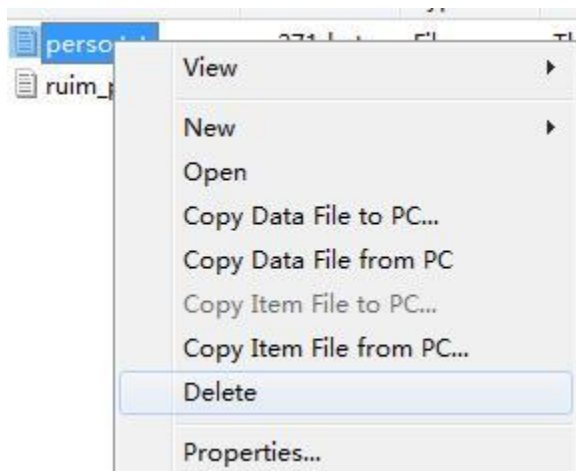 View
New
Open
Copy Data File to PC...
Copy Data File from PC
Copy Item File to PC...
Copy Item File from PC...
Delete
Properties...